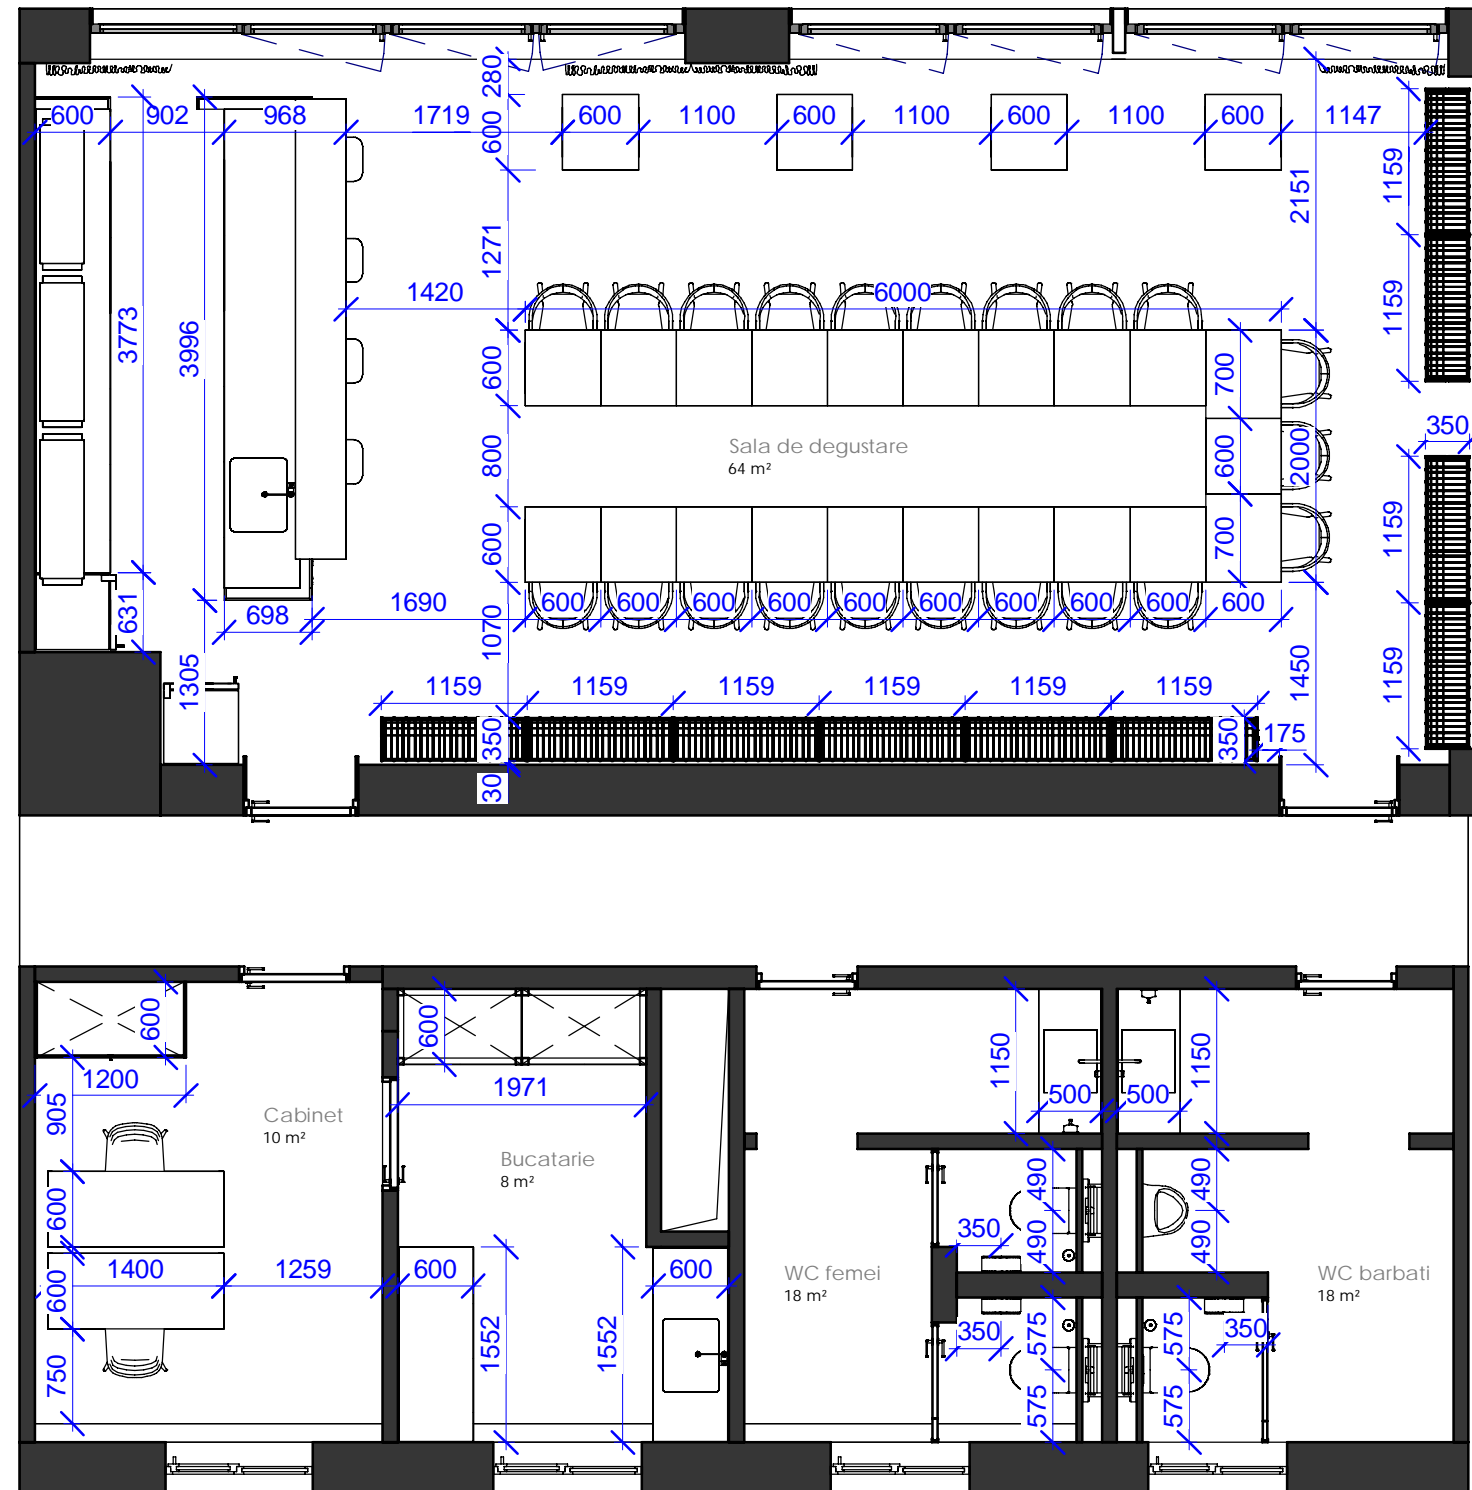 280
600 902 968 1719 600 600 1100 600 1100 600 1100 600 1147
1159
2151
1271
1420 6000
1159
3773 3996
600 700
350
Sala de degustare
64 m²
800 600 2000
1159
600 700
631 698 1690 600 600 600 600 600 600 600 600 600 600
1070
1305 1450 1159
1159 1159 1159 1159 1159 1159
350 350 175
30
600 600
1200 1971
905
Cabinet
10 m²
1150 500 500 1150
Bucatarie
8 m²
490 490
600
350 490 490
1400 1259 600 600
600
WC femei
18 m²
WC barbati
18 m²
1552 1552
350 575 575 350
750
575 575